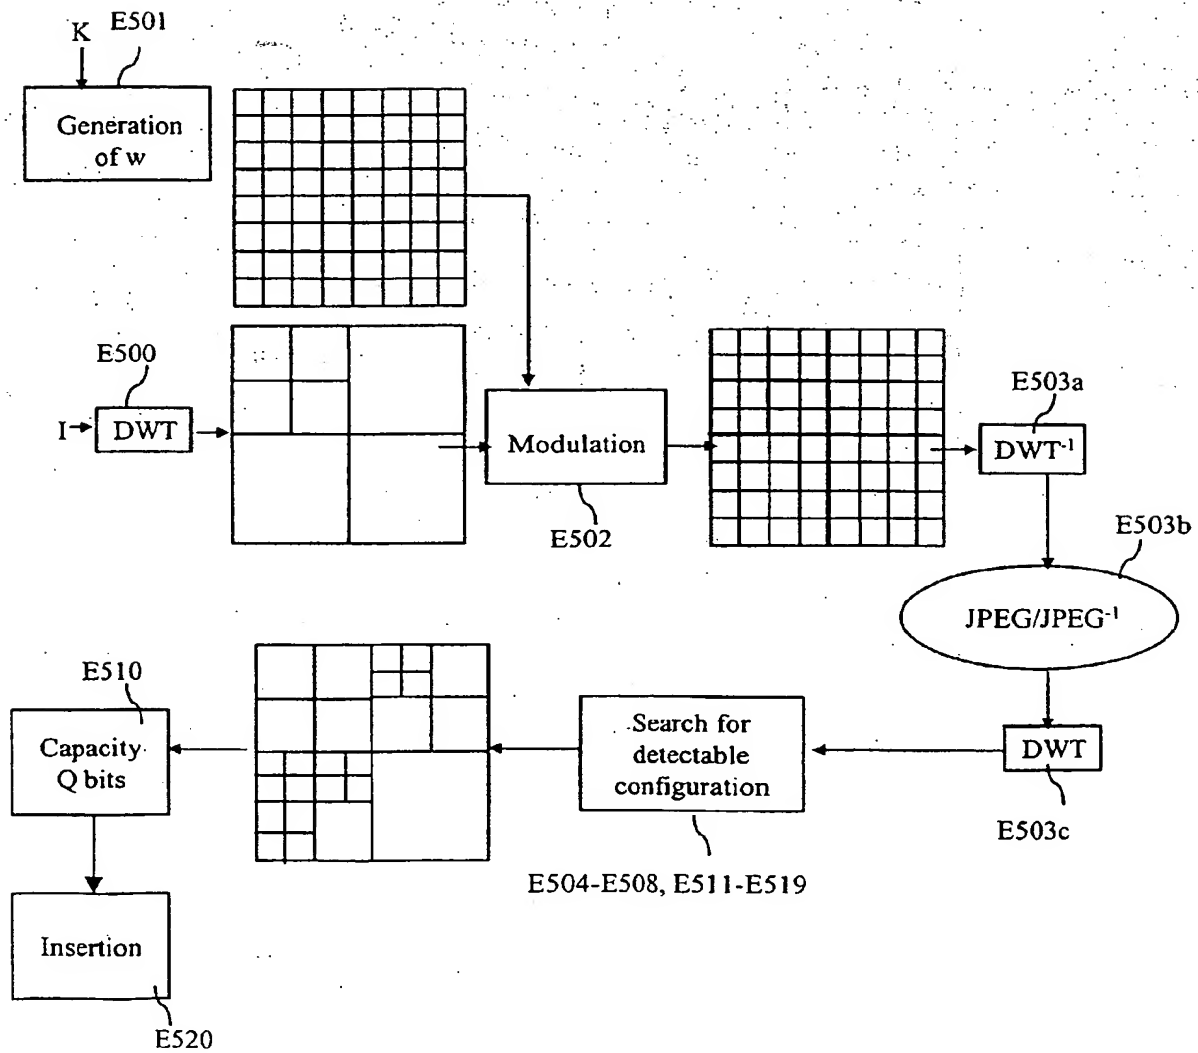 K
E501
Generation
of w
E500
I
DWT
Modulation
E502
E503a
DWT-1
E503b
JPEG/JPEG-1
E510
Capacity
Q bits
Search for
detectable
configuration
DWT
E503c
E504-E508, E511-E519
Insertion
E520